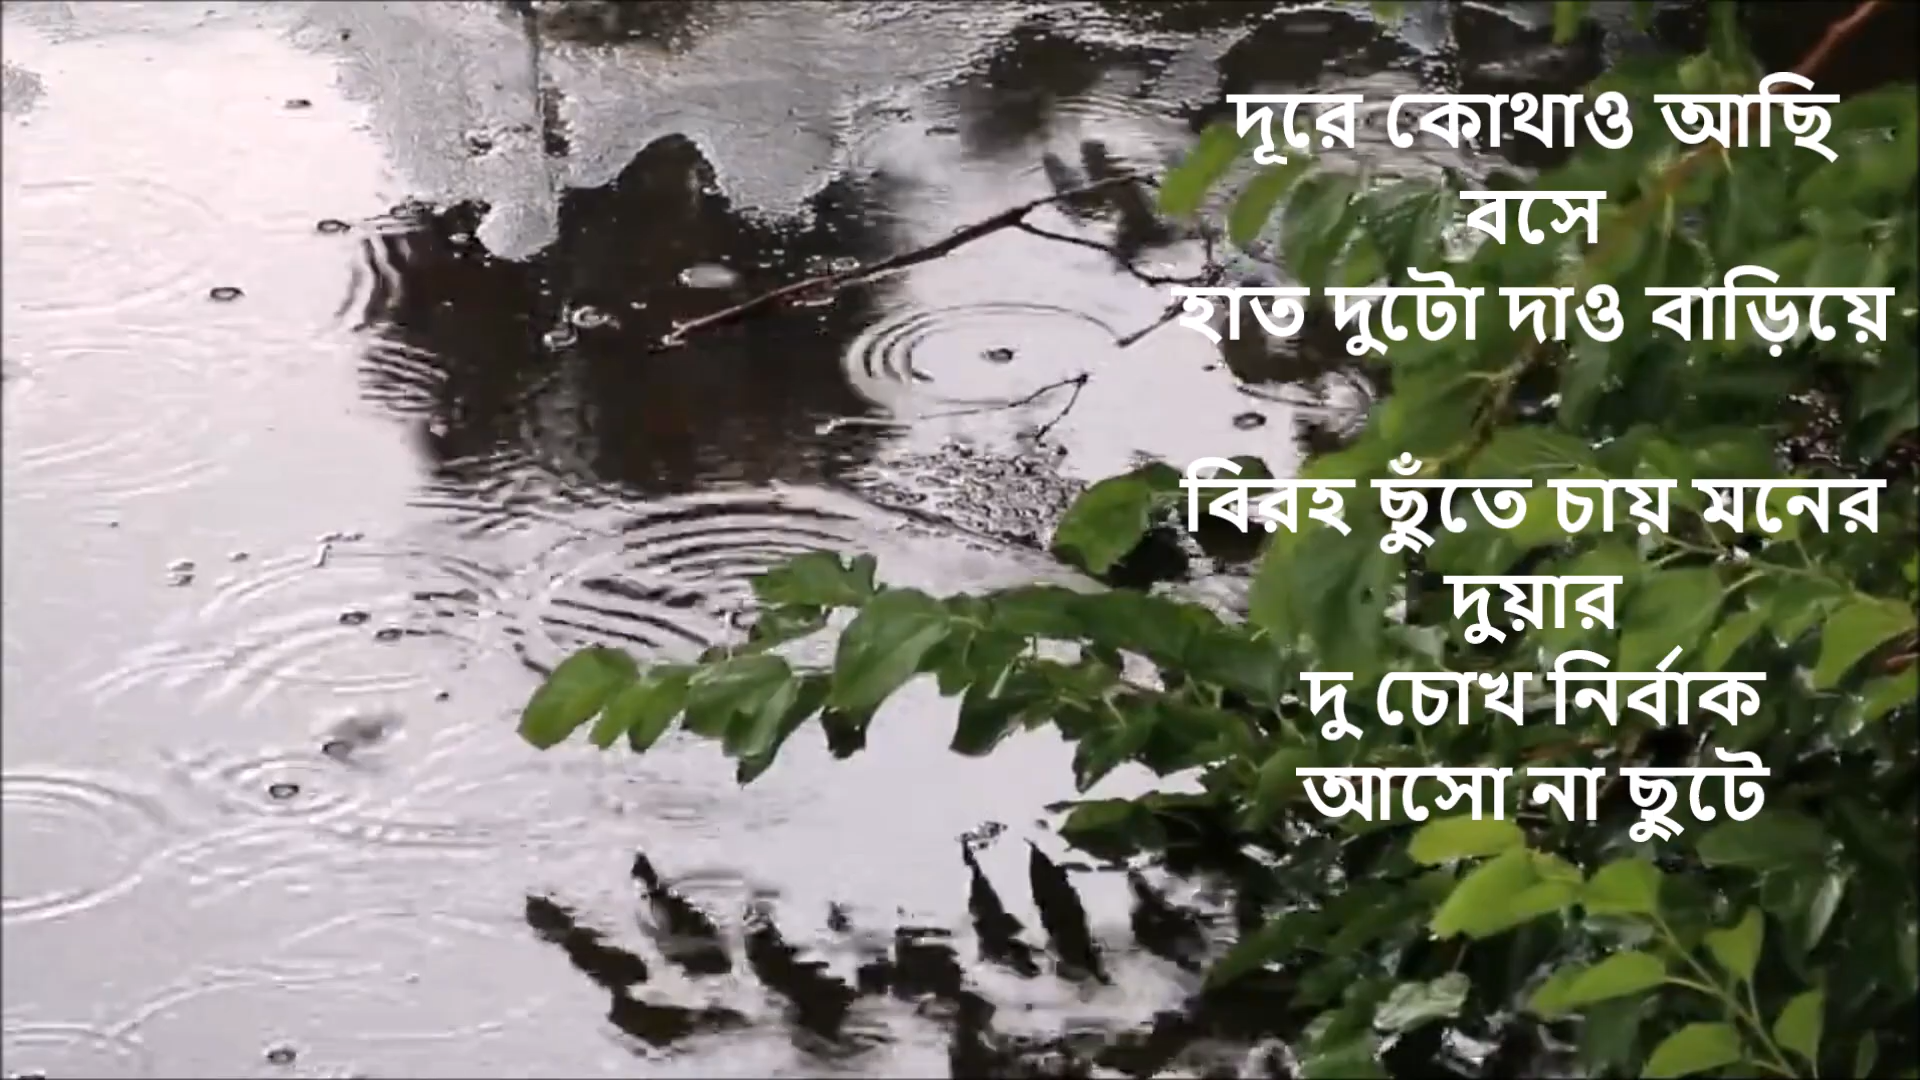 দূরে কোথাও আছি
বসে
হাত দুটো দাও বাড়িয়ে
বিরহ ছুঁতে চায় মনের
দুয়ার
দু চোখ নির্বাক
আসো না ছুটে